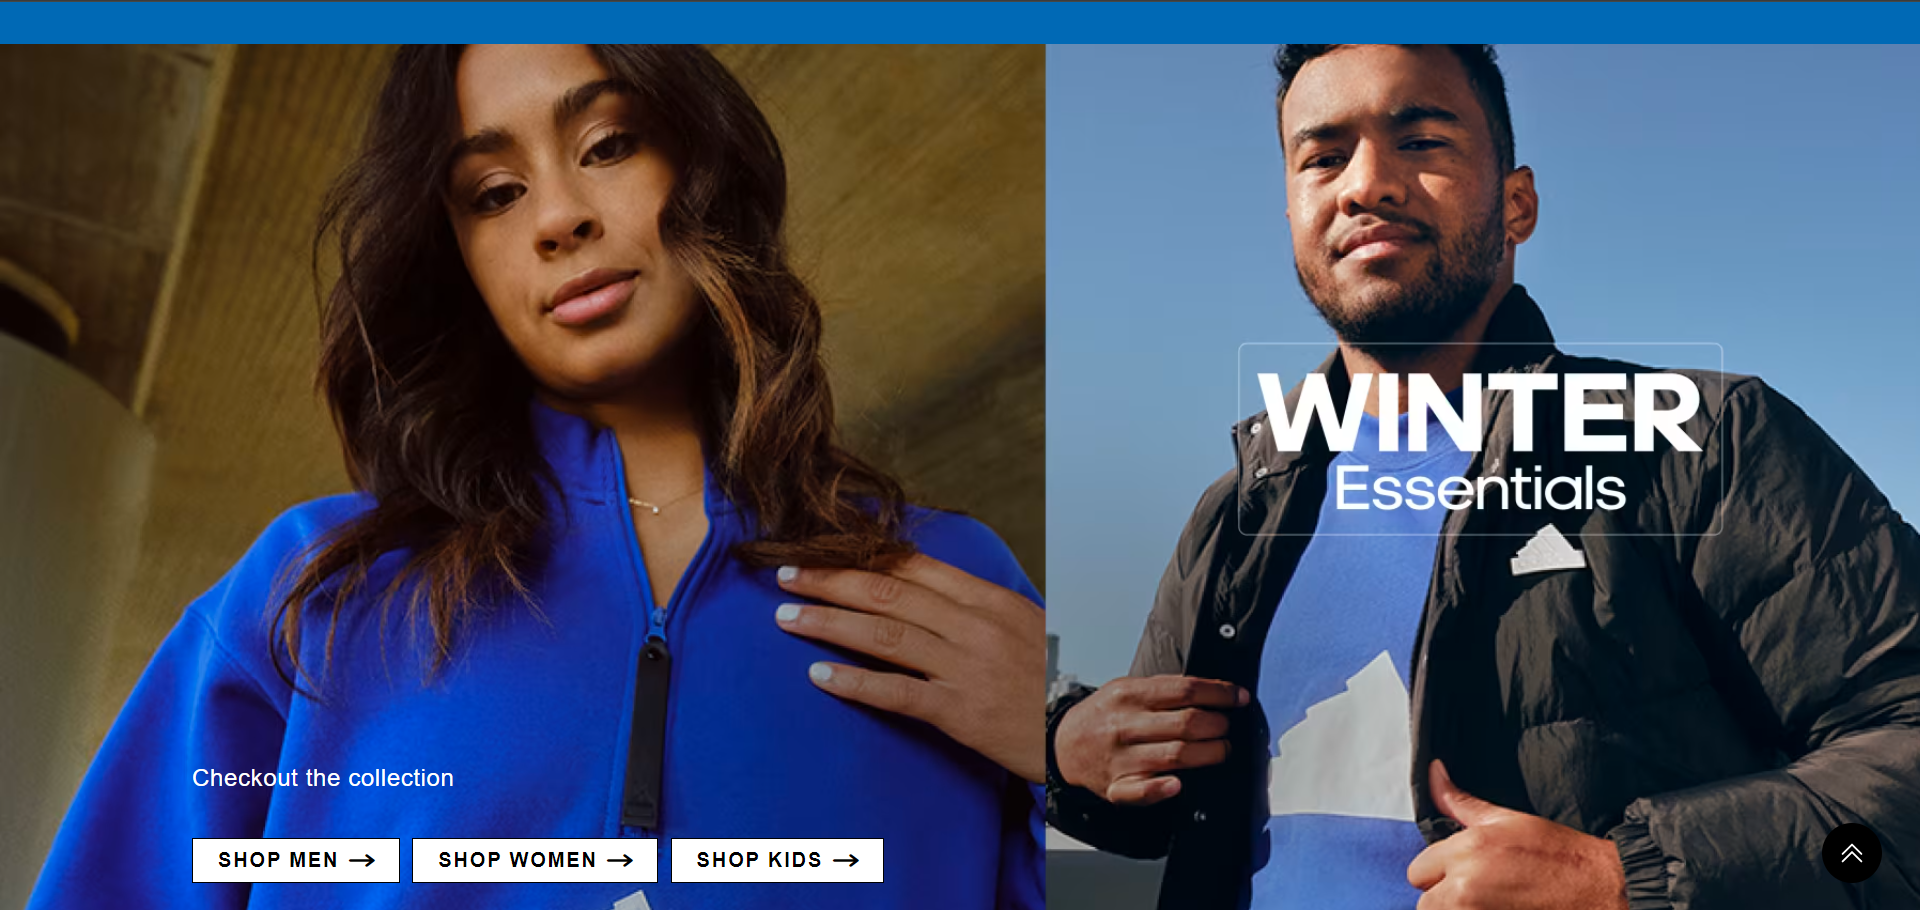 WINTER
Essentials
Checkout the collection
SHOP MEN
SHOP WOMEN
SHOP KIDS